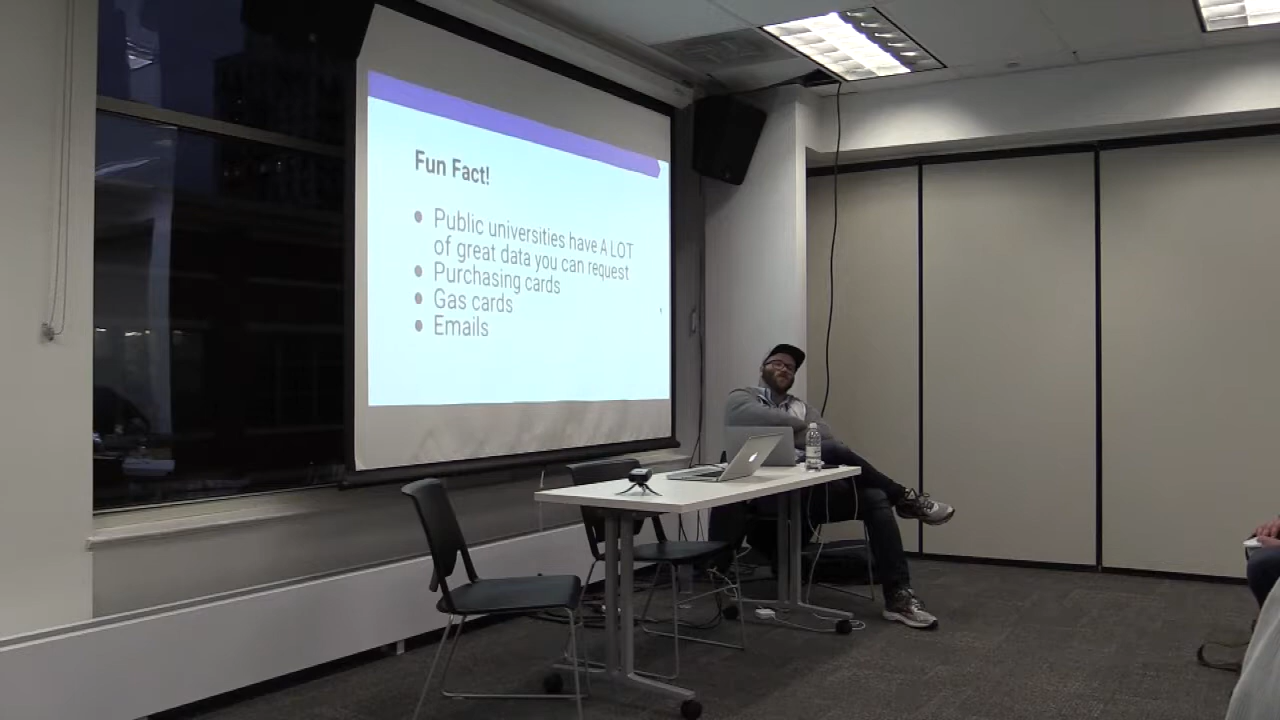 Fun Fact!
Public universities have A LOT
of great data you can request
Purchasing cards
Gas cards
Emails